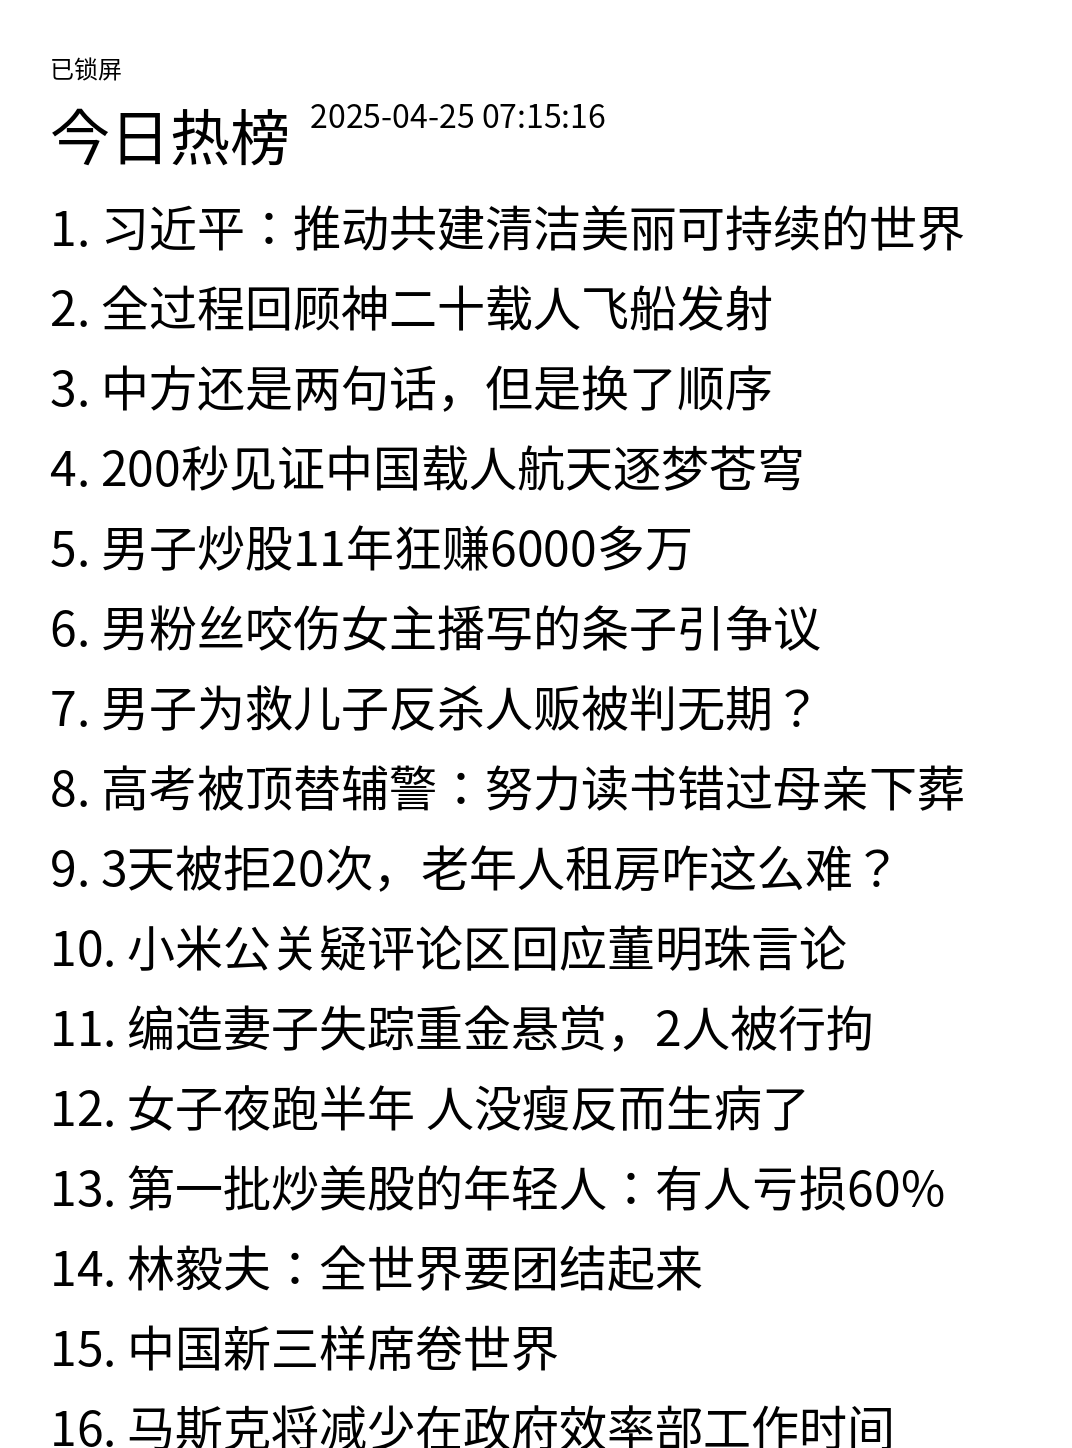 已锁屏
今日热榜 2025-04-25 07:15:16
1. 习近平：推动共建清洁美丽可持续的世界
2. 全过程回顾神二十载人飞船发射
3. 中方还是两句话，但是换了顺序
4. 200秒见证中国载人航天逐梦苍穹
5. 男子炒股11年狂赚6000多万
6. 男粉丝咬伤女主播写的条子引争议
7. 男子为救儿子反杀人贩被判无期？
8. 高考被顶替辅警：努力读书错过母亲下葬
9. 3天被拒20次，老年人租房咋这么难？
10. 小米公关疑评论区回应董明珠言论
11. 编造妻子失踪重金悬赏，2人被行拘
12. 女子夜跑半年 人没瘦反而生病了
13. 第一批炒美股的年轻人：有人亏损60%
14. 林毅夫：全世界要团结起来
15. 中国新三样席卷世界
16. 马斯克将减少在政府效率部工作时间